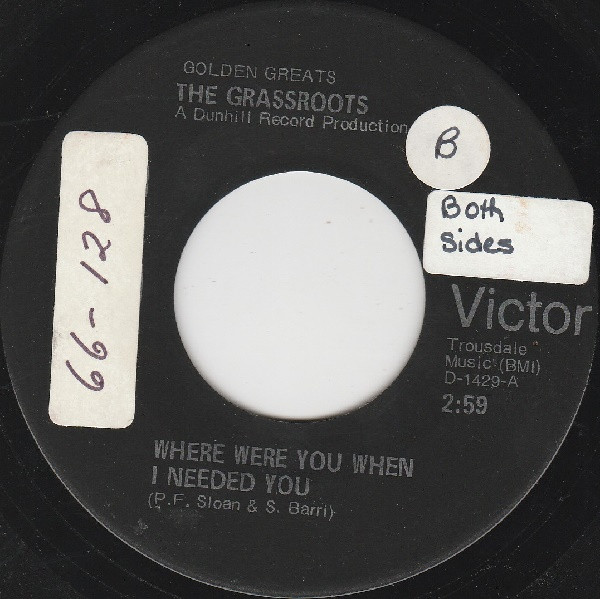 GOLDEN GREATS
THE GRASSROOTS
A Dunhill Record Production
B
Both
Sides
66-128
Victor
Trousdale
Music (BMI)
D-1429-A
2:59
WHERE WERE YOU WHEN
I NEEDED YOU
(P.F. Sloan & S. Barri)